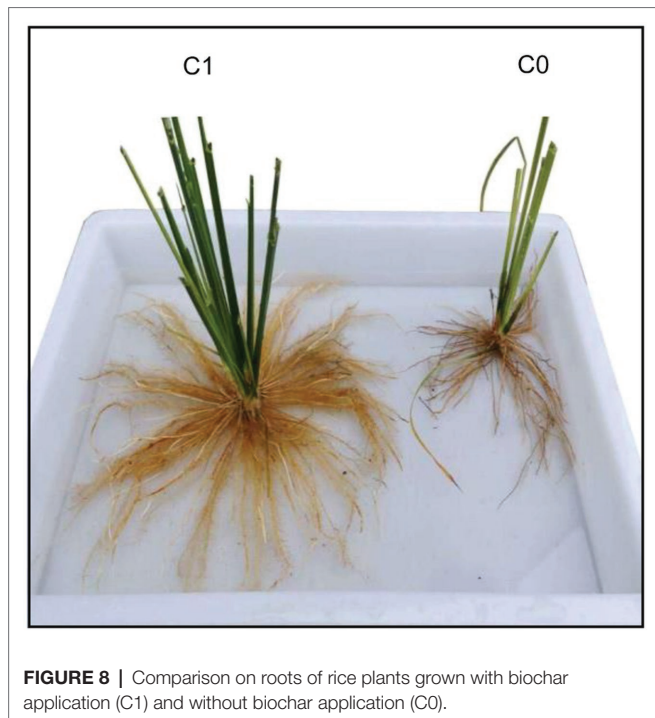 C1 C0
FIGURE 8 | Comparison on roots of rice plants grown with biochar
application (C1) and without biochar application (C0).